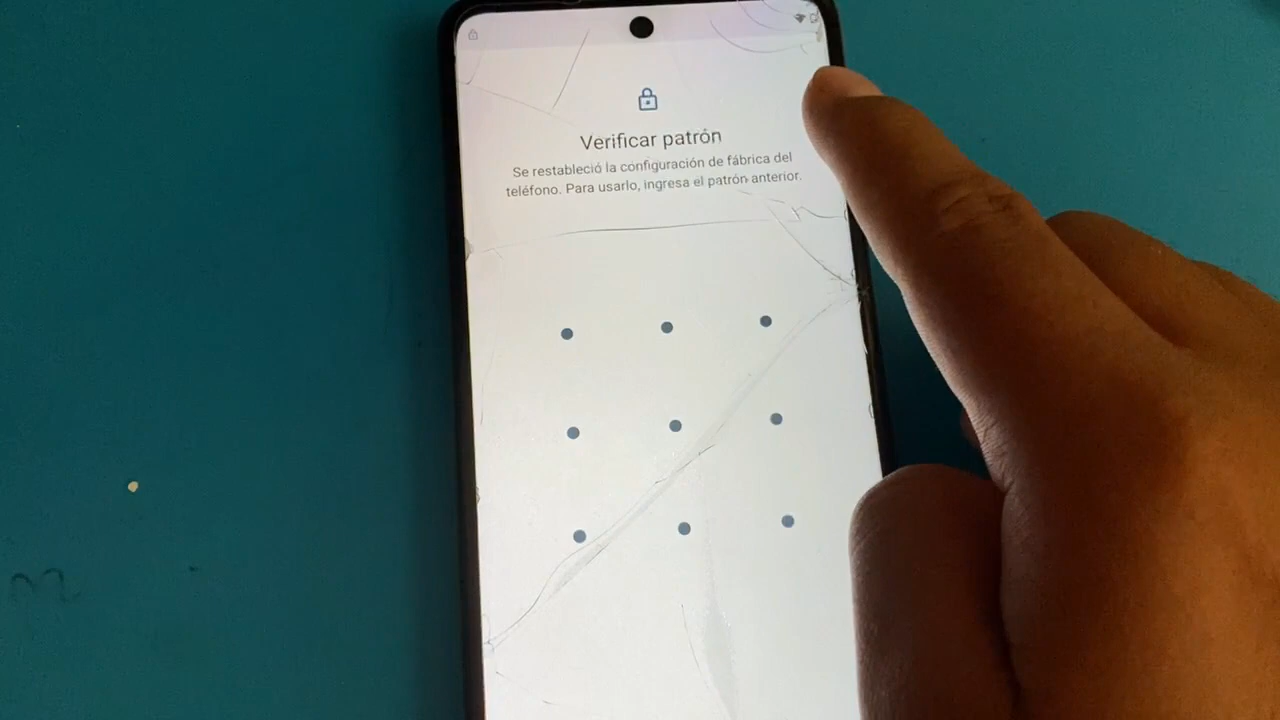 Verificar patrón
Se restableció la configuración de fábrica del
teléfono. Para usarlo, ingresa el patrón anterior.